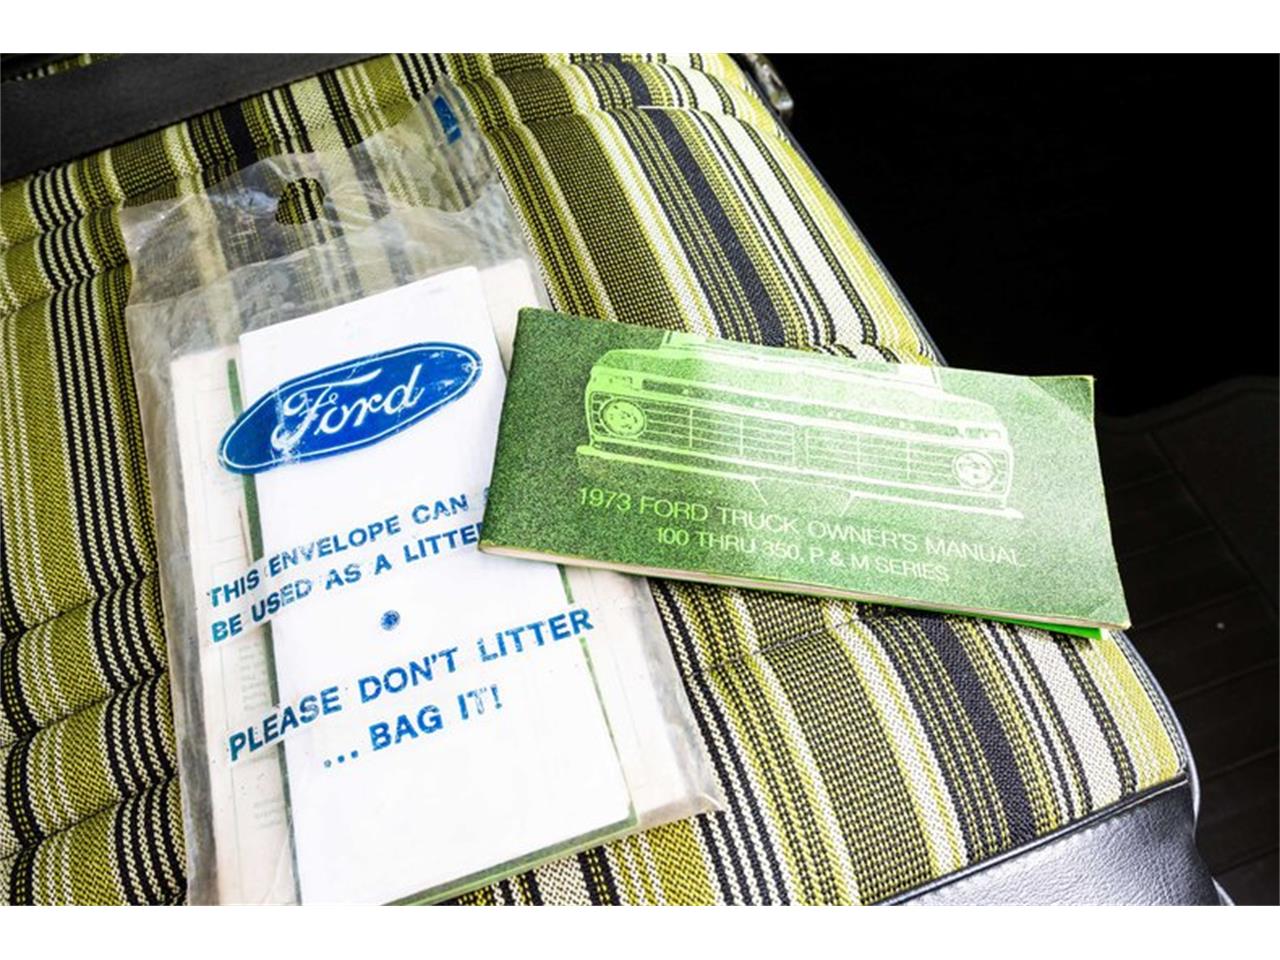 Ford
THIS ENVELOPE CAN
BE USED AS A LITTER
PLEASE DON'T LITTER
... BAG IT!
1973 FORD TRUCK OWNER'S MANUAL
100 THRU 350, P & M SERIES